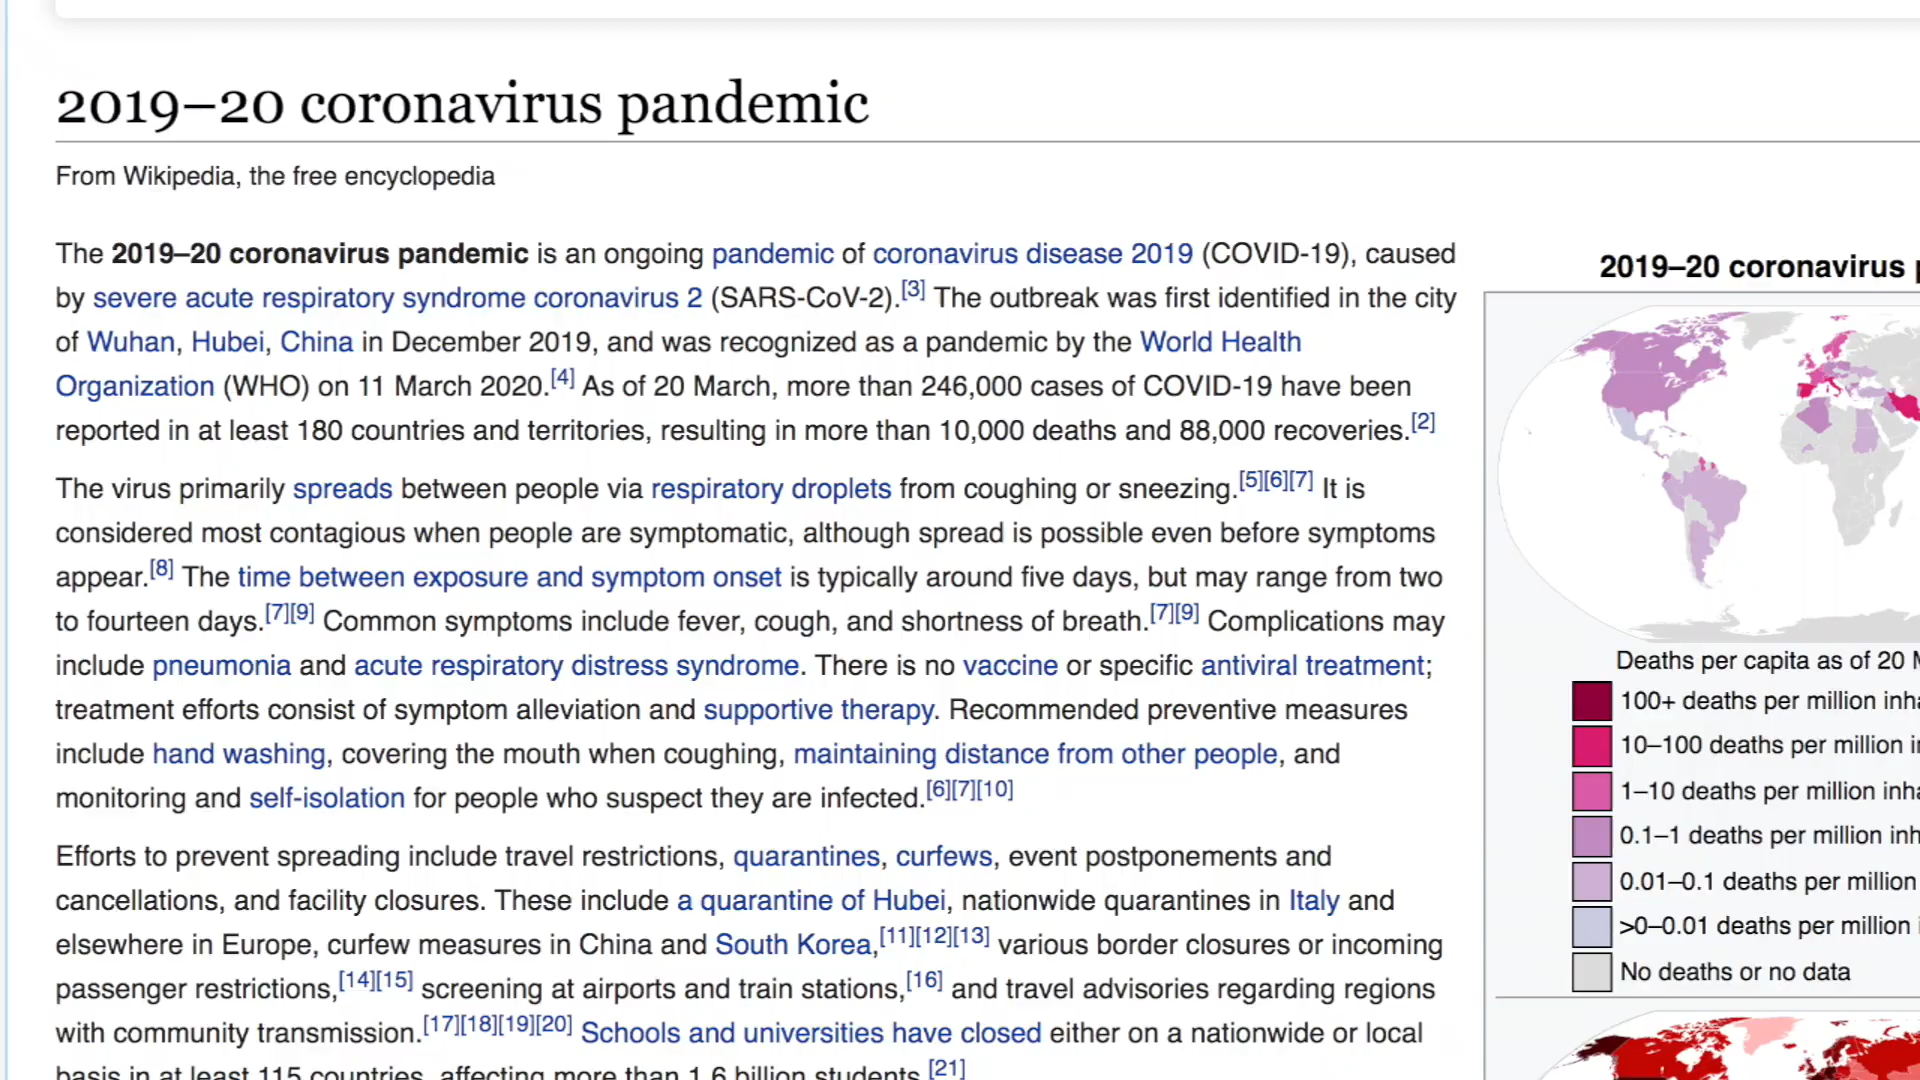 2019–20 coronavirus pandemic
From Wikipedia, the free encyclopedia
The 2019–20 coronavirus pandemic is an ongoing pandemic of coronavirus disease 2019 (COVID-19), caused
by severe acute respiratory syndrome coronavirus 2 (SARS-CoV-2).[3] The outbreak was first identified in the city
of Wuhan, Hubei, China in December 2019, and was recognized as a pandemic by the World Health
Organization (WHO) on 11 March 2020.[4] As of 20 March, more than 246,000 cases of COVID-19 have been
reported in at least 180 countries and territories, resulting in more than 10,000 deaths and 88,000 recoveries.[2]
The virus primarily spreads between people via respiratory droplets from coughing or sneezing.[5][6][7] It is
considered most contagious when people are symptomatic, although spread is possible even before symptoms
appear.[8] The time between exposure and symptom onset is typically around five days, but may range from two
to fourteen days.[7][9] Common symptoms include fever, cough, and shortness of breath.[7][9] Complications may
include pneumonia and acute respiratory distress syndrome. There is no vaccine or specific antiviral treatment;
treatment efforts consist of symptom alleviation and supportive therapy. Recommended preventive measures
include hand washing, covering the mouth when coughing, maintaining distance from other people, and
monitoring and self-isolation for people who suspect they are infected.[6][7][10]
Efforts to prevent spreading include travel restrictions, quarantines, curfews, event postponements and
cancellations, and facility closures. These include a quarantine of Hubei, nationwide quarantines in Italy and
elsewhere in Europe, curfew measures in China and South Korea,[11][12][13] various border closures or incoming
passenger restrictions,[14][15] screening at airports and train stations,[16] and travel advisories regarding regions
with community transmission.[17][18][19][20] Schools and universities have closed either on a nationwide or local
basis in at least 115 countries, affecting more than 1.6 billion students.[21]
2019–20 coronavirus
Deaths per capita as of 20
100+ deaths per million
10–100 deaths per million
1–10 deaths per million
0.1–1 deaths per million
0.01–0.1 deaths per million
>0–0.01 deaths per million
No deaths or no data